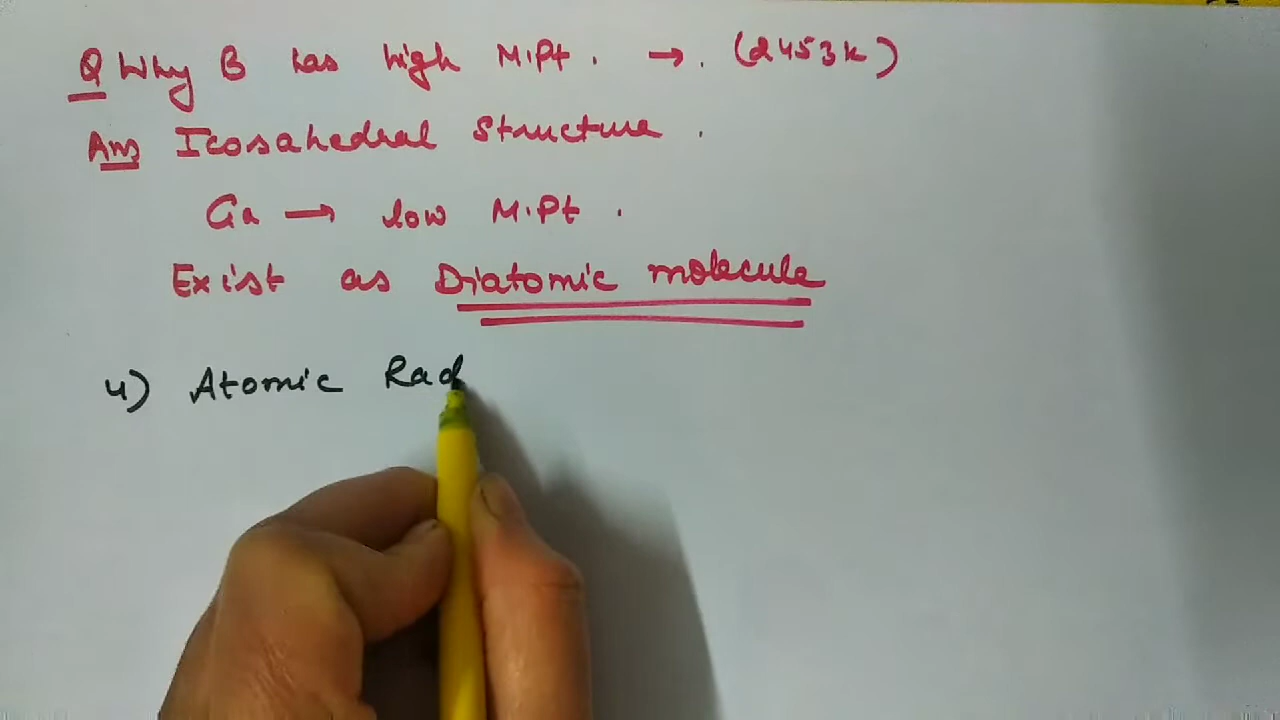 Q Why B has high M.Pt. → . (2453k)
Ans Icosahedral Structure .
Ga → low M.Pt .
Exist as Diatomic molecule
4) Atomic Rad